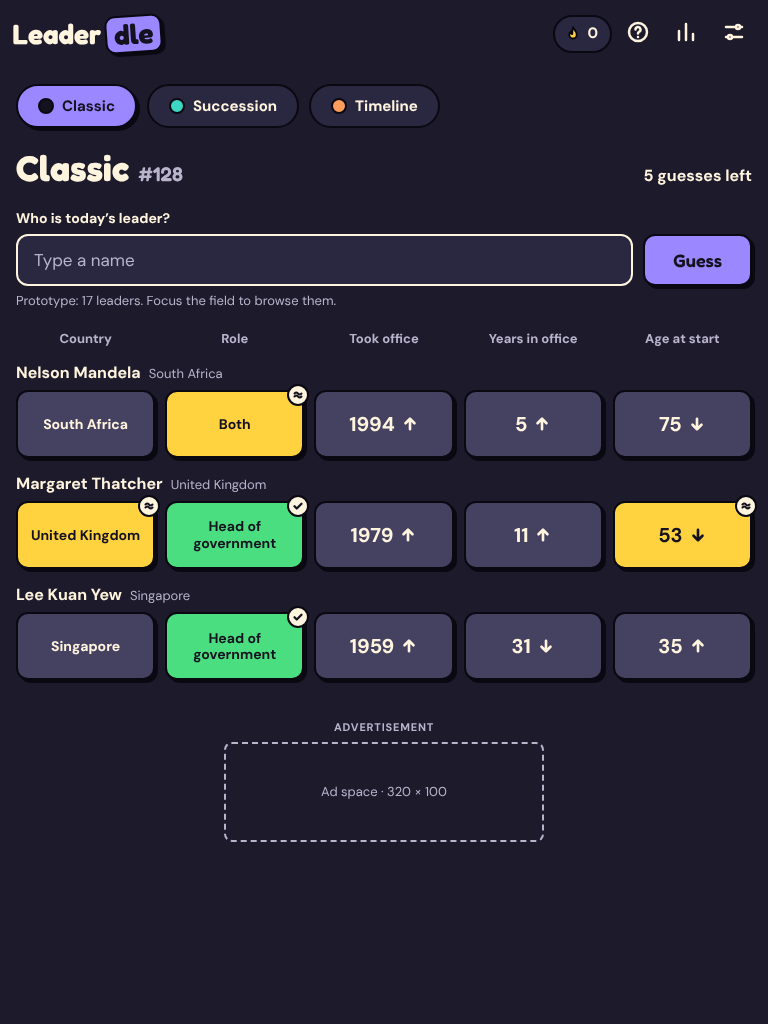 Leader dle
0
Classic
Succession
Timeline
Classic #128
5 guesses left
Who is today’s leader?
Type a name
Guess
Prototype: 17 leaders. Focus the field to browse them.
Country Role Took office Years in office Age at start
Nelson Mandela South Africa
South Africa Both ≈ 1994 ↑ 5 ↑ 75 ↓
Margaret Thatcher United Kingdom
United Kingdom ≈ Head of government ✓ 1979 ↑ 11 ↑ 53 ↓ ≈
Lee Kuan Yew Singapore
Singapore Head of government ✓ 1959 ↑ 31 ↓ 35 ↑
ADVERTISEMENT
Ad space · 320 × 100